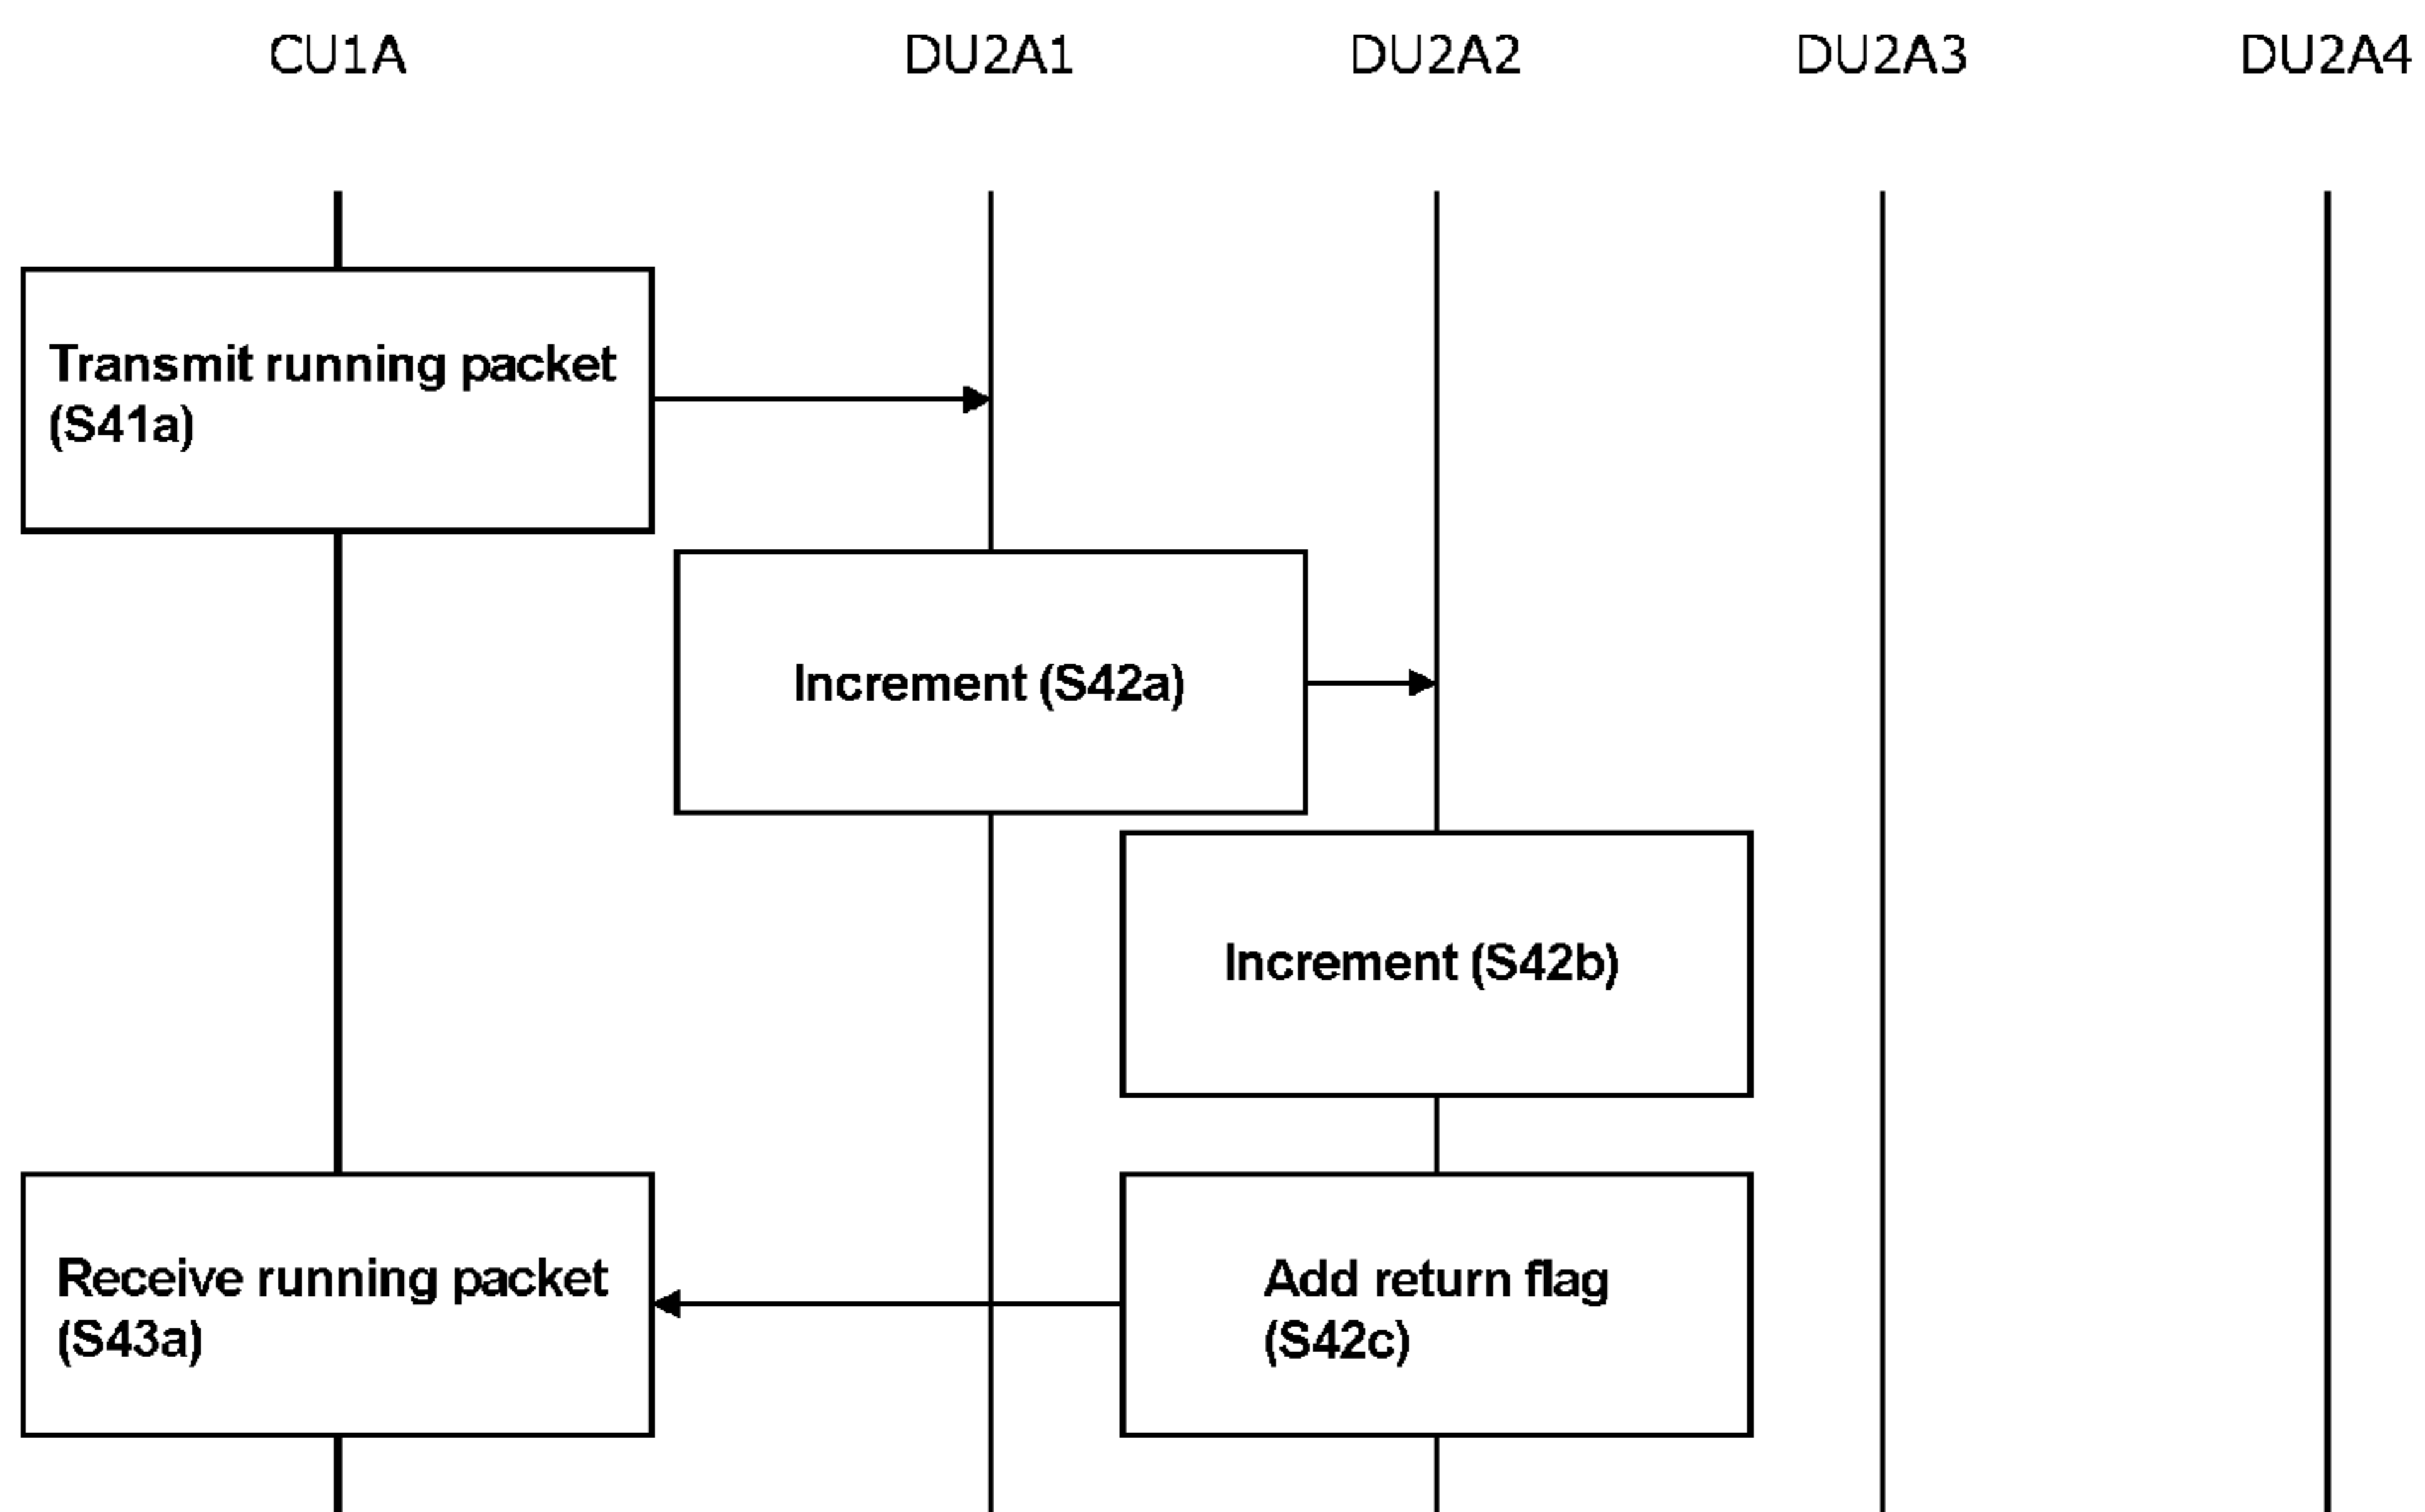 CU1A
DU2A1
DU2A2
DU2A3
DU2A4
Transmit running packet
(S41a)
Increment (S42a)
Increment (S42b)
Receive running packet
(S43a)
Add return flag
(S42c)